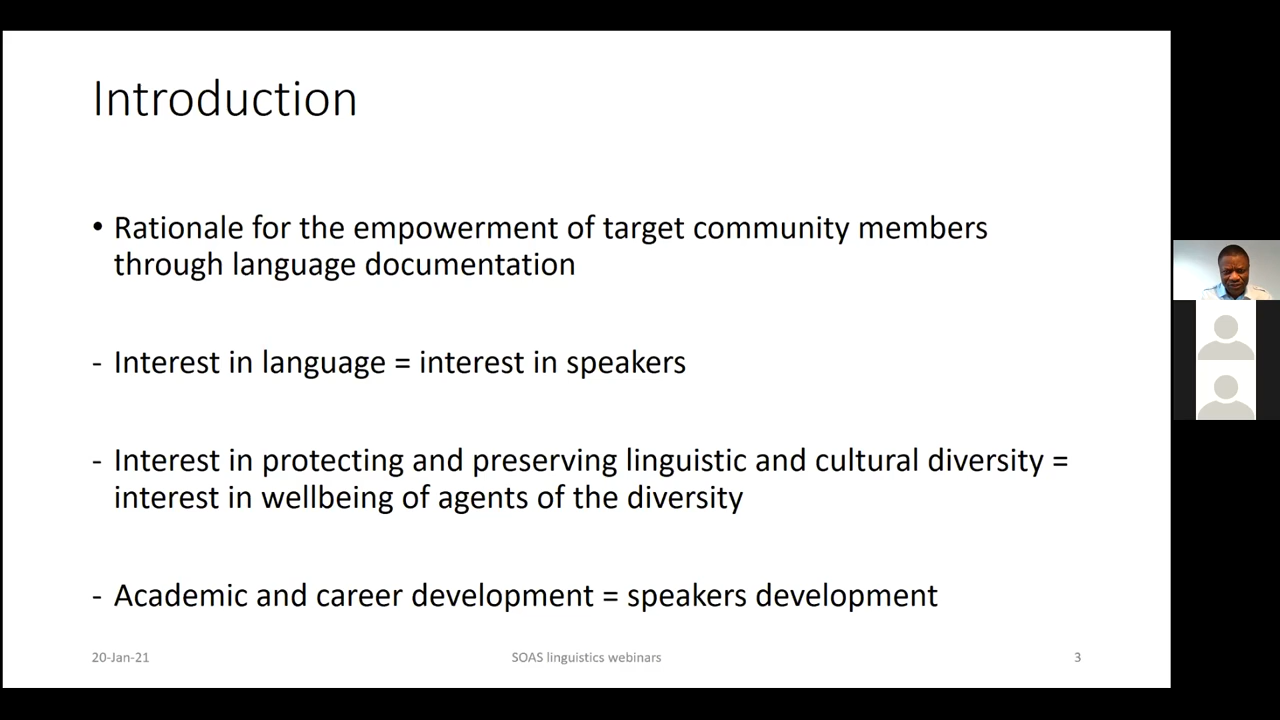 Introduction
• Rationale for the empowerment of target community members
through language documentation
- Interest in language = interest in speakers
- Interest in protecting and preserving linguistic and cultural diversity =
interest in wellbeing of agents of the diversity
- Academic and career development = speakers development
20-Jan-21
SOAS linguistics webinars
3